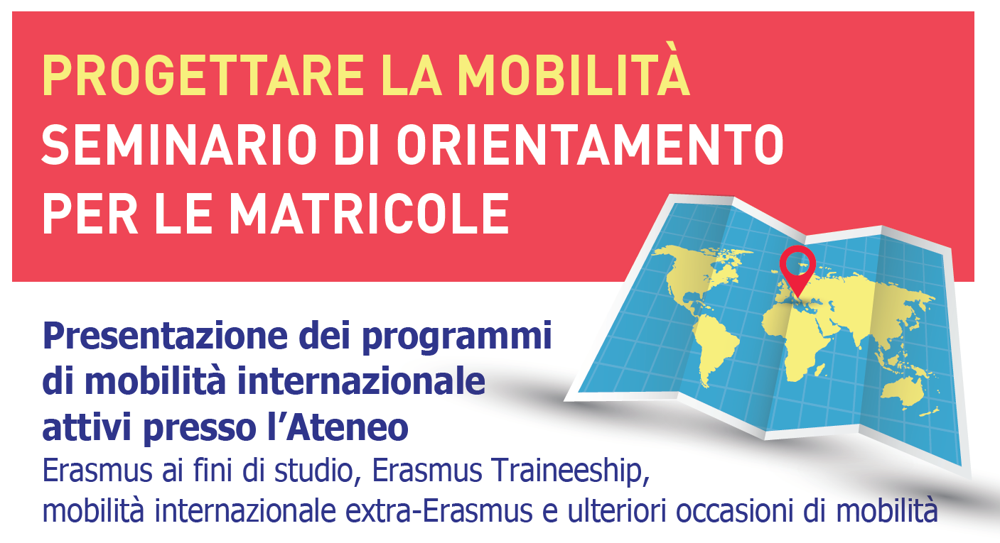 PROGETTARE LA MOBILITÀ
SEMINARIO DI ORIENTAMENTO
PER LE MATRICOLE
Presentazione dei programmi
di mobilità internazionale
attivi presso l’Ateneo
Erasmus ai fini di studio, Erasmus Traineeship,
mobilità internazionale extra-Erasmus e ulteriori occasioni di mobilità